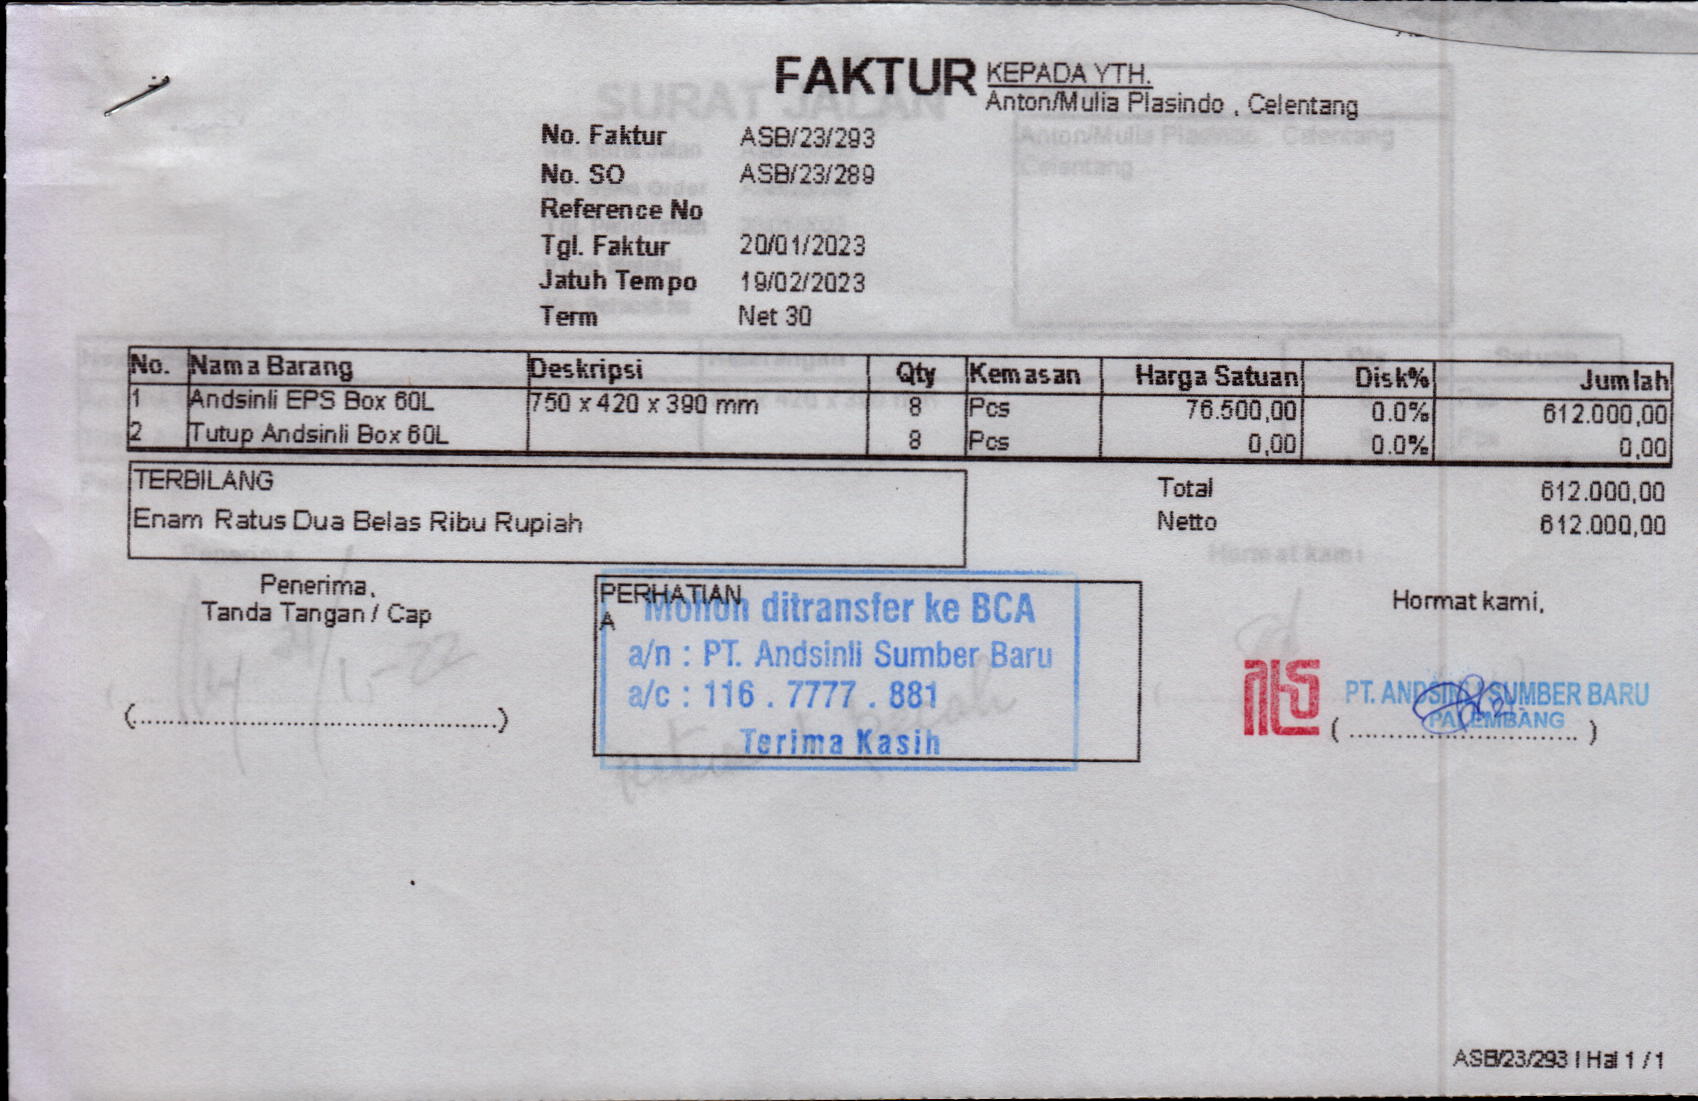 FAKTUR
KEPADA YTH.
Anton/Mulia Plasindo , Celentang
No. Faktur ASB/23/293
No. SO ASB/23/289
Reference No
Tgl. Faktur 20/01/2023
Jatuh Tempo 19/02/2023
Term Net 30
No. Nama Barang Deskripsi Qty Kemasan Harga Satuan Disk% Jumlah
1 Andsinli EPS Box 60L 750 x 420 x 390 mm 8 Pcs 76.500,00 0.0% 612.000,00
2 Tutup Andsinli Box 60L 8 Pcs 0,00 0.0% 0,00
TERBILANG
Enam Ratus Dua Belas Ribu Rupiah
Total 612.000,00
Netto 612.000,00
Penerima,
Tanda Tangan / Cap
(................................................)
PERHATIAN
A
Mohon ditransfer ke BCA
a/n : PT. Andsinli Sumber Baru
a/c : 116 . 7777 . 881
Terima Kasih
Hormat kami,
PT. ANDSINLI SUMBER BARU
PALEMBANG
( .............................. )
ASB/23/293 | Hal 1 / 1